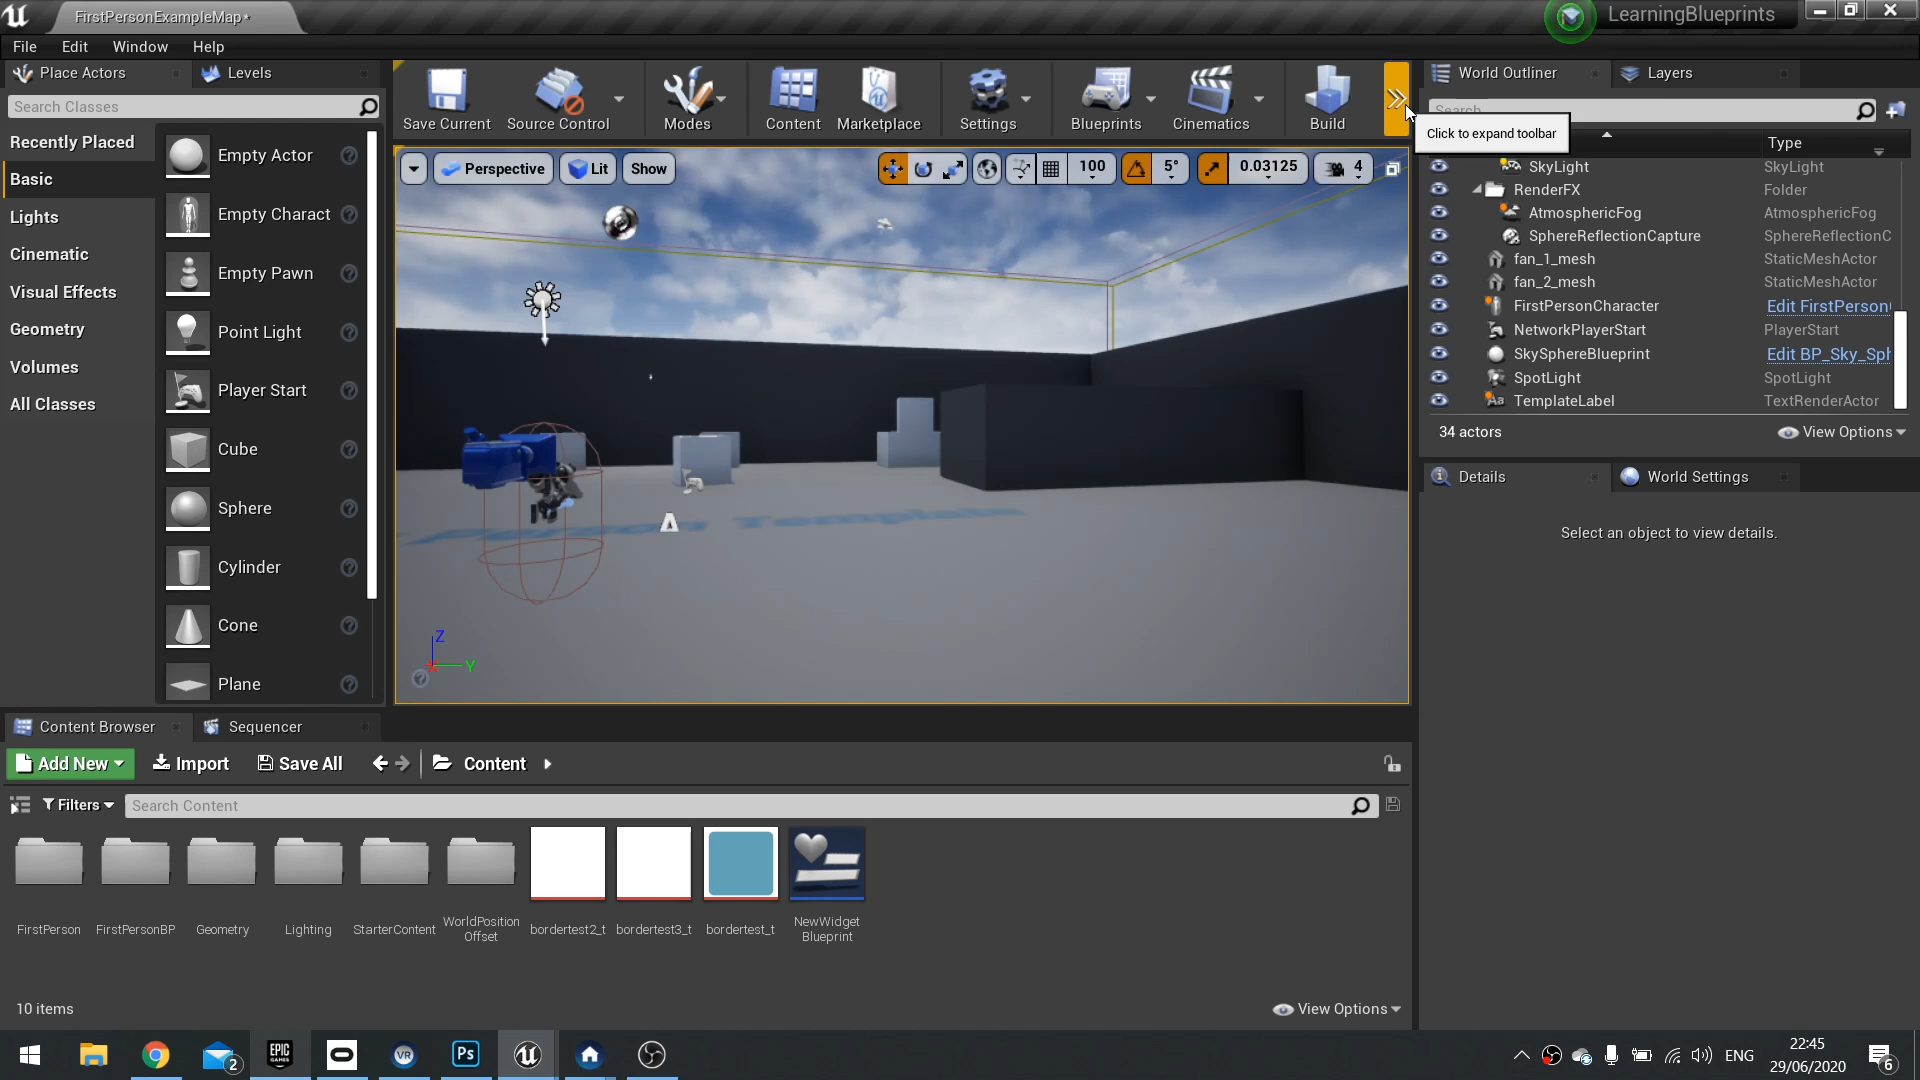 FirstPersonExampleMap*
LearningBlueprints
File Edit Window Help
Place Actors
Levels
Search Classes
Recently Placed
Basic
Lights
Cinematic
Visual Effects
Geometry
Volumes
All Classes
Empty Actor
Empty Charact
Empty Pawn
Point Light
Player Start
Cube
Sphere
Cylinder
Cone
Plane
Save Current
Source Control
Modes
Content
Marketplace
Settings
Blueprints
Cinematics
Build
Click to expand toolbar
Perspective
Lit
Show
100
5°
0.03125
4
Z
Y
World Outliner
Layers
Search...
Type
SkyLight SkyLight
RenderFX Folder
AtmosphericFog AtmosphericFog
SphereReflectionCapture SphereReflectionC
fan_1_mesh StaticMeshActor
fan_2_mesh StaticMeshActor
FirstPersonCharacter Edit FirstPerson
NetworkPlayerStart PlayerStart
SkySphereBlueprint Edit BP_Sky_Sph
SpotLight SpotLight
TemplateLabel TextRenderActor
34 actors
View Options
Details
World Settings
Select an object to view details.
Content Browser
Sequencer
Add New
Import
Save All
Content
Filters
Search Content
FirstPerson
FirstPersonBP
Geometry
Lighting
StarterContent
WorldPosition
Offset
bordertest2_t
bordertest3_t
bordertest_t
NewWidget
Blueprint
10 items
View Options
2
EPIC
GAMES
VR
Ps
ENG
22:45
29/06/2020
6